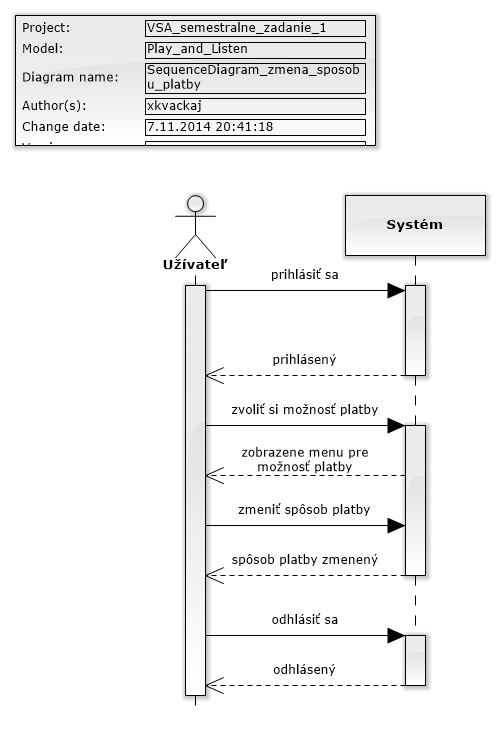 Project: VSA_semestralne_zadanie_1
Model: Play_and_Listen
Diagram name: SequenceDiagram_zmena_sposob
u_platby
Author(s): xkvackaj
Change date: 7.11.2014 20:41:18
Užívateľ
Systém
prihlásiť sa
prihlásený
zvoliť si možnosť platby
zobrazene menu pre
možnosť platby
zmeniť spôsob platby
spôsob platby zmenený
odhlásiť sa
odhlásený